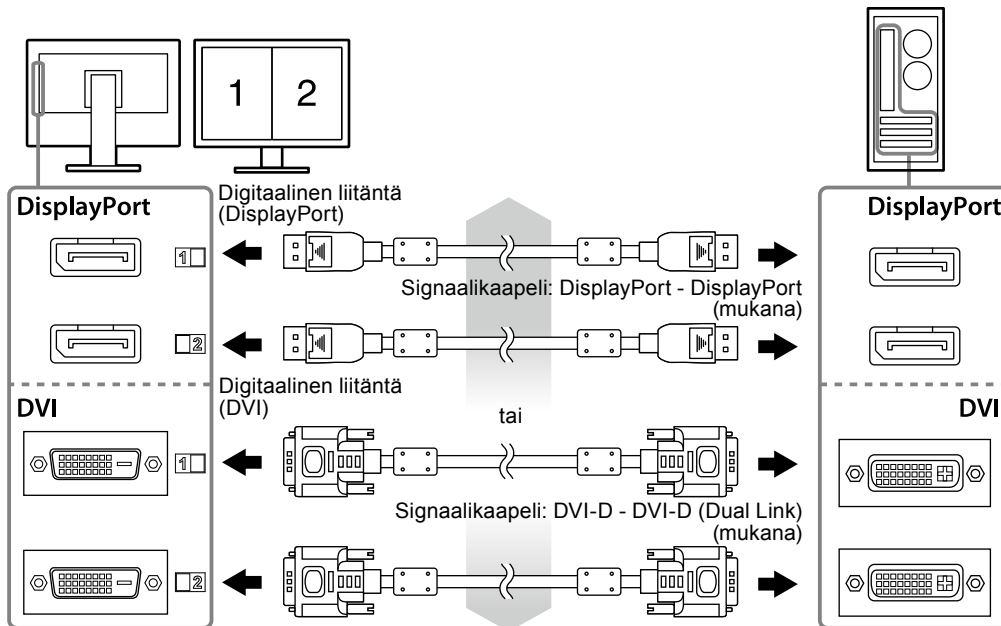 1 2
DisplayPort
Digitaalinen liitäntä
(DisplayPort)
DisplayPort
1
Signaalikaapeli: DisplayPort - DisplayPort
(mukana)
2
Digitaalinen liitäntä
(DVI)
DVI
tai
DVI
1
Signaalikaapeli: DVI-D - DVI-D (Dual Link)
(mukana)
2